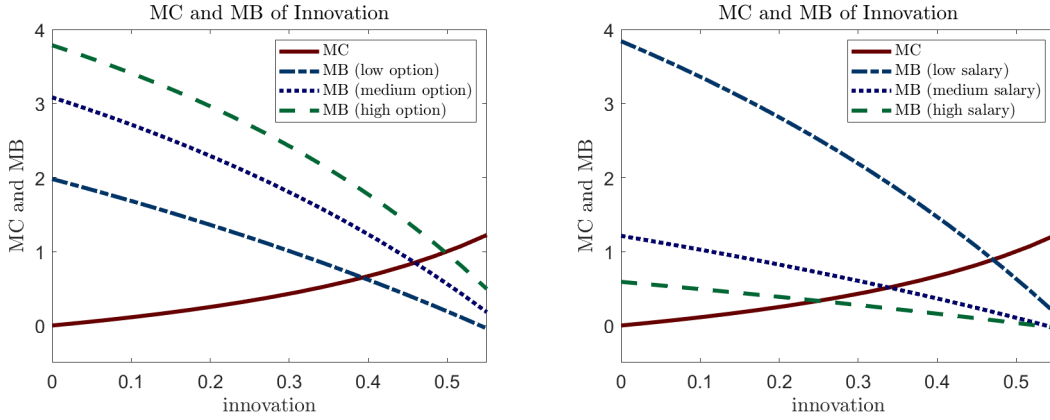 MC and MB of Innovation
4
3
2
1
0
MC and MB
0
0.1
0.2
0.3
0.4
0.5
innovation
MC
MB (low option)
MB (medium option)
MB (high option)
MC and MB of Innovation
4
3
2
1
0
MC and MB
0
0.1
0.2
0.3
0.4
0.5
innovation
MC
MB (low salary)
MB (medium salary)
MB (high salary)